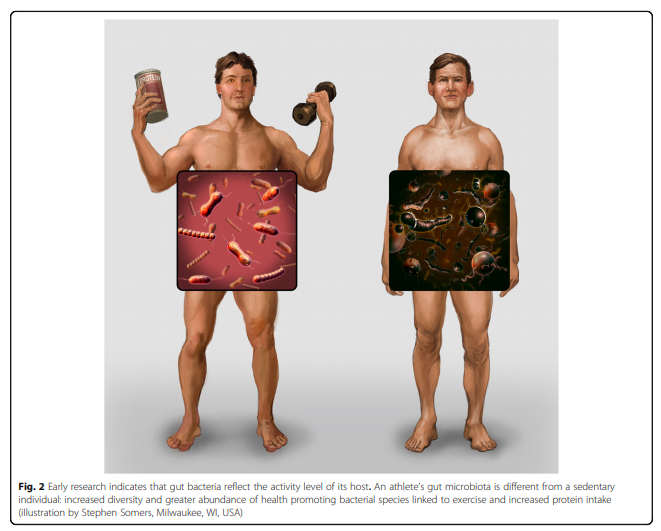 PROTEIN
Fig. 2 Early research indicates that gut bacteria reflect the activity level of its host. An athlete's gut microbiota is different from a sedentary
individual: increased diversity and greater abundance of health promoting bacterial species linked to exercise and increased protein intake
(illustration by Stephen Somers, Milwaukee, WI, USA)